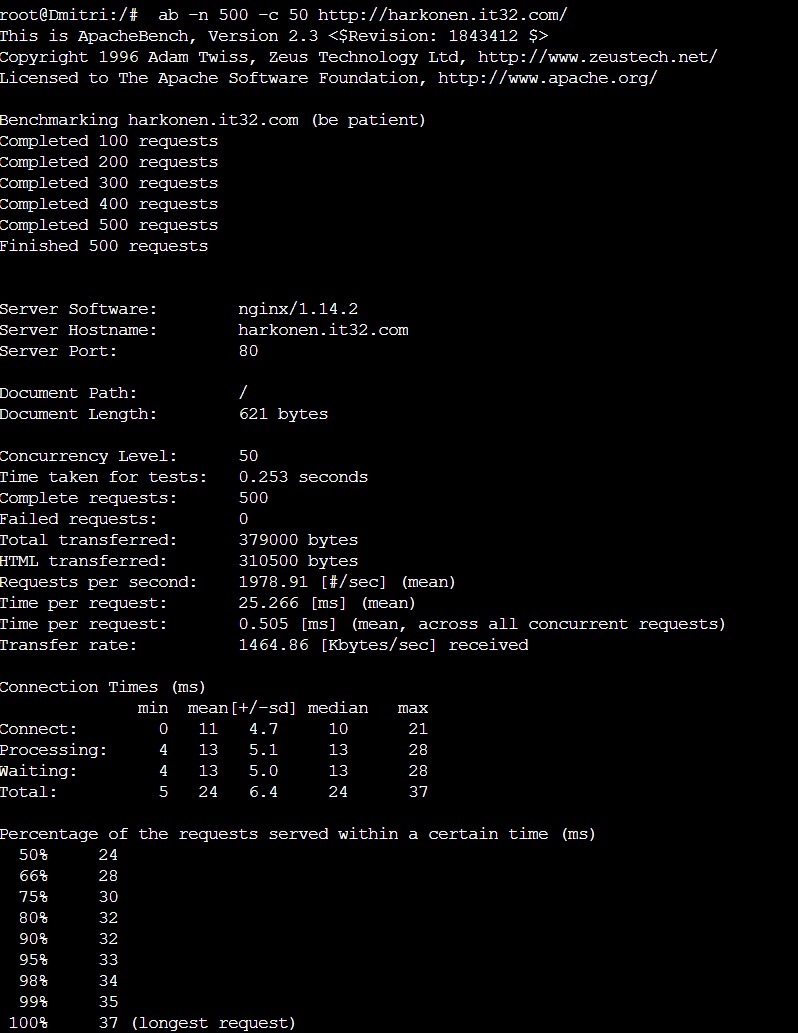 root@Dmitri:/#  ab -n 500 -c 50 http://harkonen.it32.com/
This is ApacheBench, Version 2.3 <$Revision: 1843412 $>
Copyright 1996 Adam Twiss, Zeus Technology Ltd, http://www.zeustech.net/
Licensed to The Apache Software Foundation, http://www.apache.org/

Benchmarking harkonen.it32.com (be patient)
Completed 100 requests
Completed 200 requests
Completed 300 requests
Completed 400 requests
Completed 500 requests
Finished 500 requests


Server Software:        nginx/1.14.2
Server Hostname:        harkonen.it32.com
Server Port:            80

Document Path:          /
Document Length:        621 bytes

Concurrency Level:      50
Time taken for tests:   0.253 seconds
Complete requests:      500
Failed requests:        0
Total transferred:      379000 bytes
HTML transferred:       310500 bytes
Requests per second:    1978.91 [#/sec] (mean)
Time per request:       25.266 [ms] (mean)
Time per request:       0.505 [ms] (mean, across all concurrent requests)
Transfer rate:          1464.86 [Kbytes/sec] received

Connection Times (ms)
              min  mean[+/-sd] median   max
Connect:        0   11   4.7     10      21
Processing:     4   13   5.1     13      28
Waiting:        4   13   5.0     13      28
Total:          5   24   6.4     24      37

Percentage of the requests served within a certain time (ms)
  50%     24
  66%     28
  75%     30
  80%     32
  90%     32
  95%     33
  98%     34
  99%     35
 100%     37 (longest request)